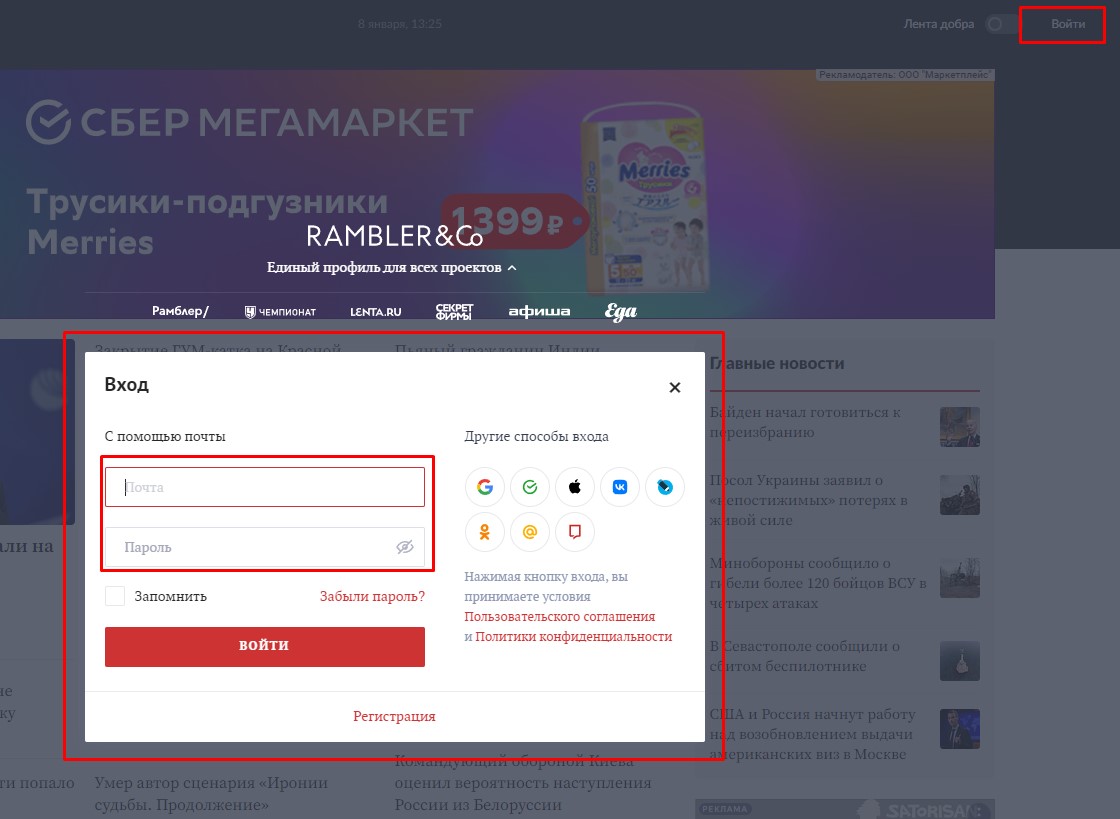 8 января, 13:25
Лента добра
Войти
Рекламодатель: ООО "Маркетплейс"
СБЕР МЕГАМАРКЕТ
Трусики-подгузники
Merries
1399₽
Merries
трусики
50 мар
RAMBLER&Co
Единый профиль для всех проектов
Рамблер/
ЧЕМПИОНАТ
LENTA.RU
СЕКРЕТ
ФИРМЫ
афиша
Еда
Закрытие ГУМ-катка на Красной
Пьяный гражданин Индии
Вход
С помощью почты
Почта
Пароль
Запомнить
Забыли пароль?
ВОЙТИ
Другие способы входа
Нажимая кнопку входа, вы
принимаете условия
Пользовательского соглашения
и Политики конфиденциальности
Регистрация
али на
не
ку
ти попало
Умер автор сценария «Иронии
судьбы. Продолжение»
Командующий обороной Киева
оценил вероятность наступления
России из Белоруссии
Главные новости
Байден начал готовиться к
переизбранию
Посол Украины заявил о
«непостижимых» потерях в
живой силе
Минобороны сообщило о
гибели более 120 бойцов ВСУ в
четырех атаках
В Севастополе сообщили о
сбитом беспилотнике
США и Россия начнут работу
над возобновлением выдачи
американских виз в Москве
РЕКЛАМА
SATORISAN